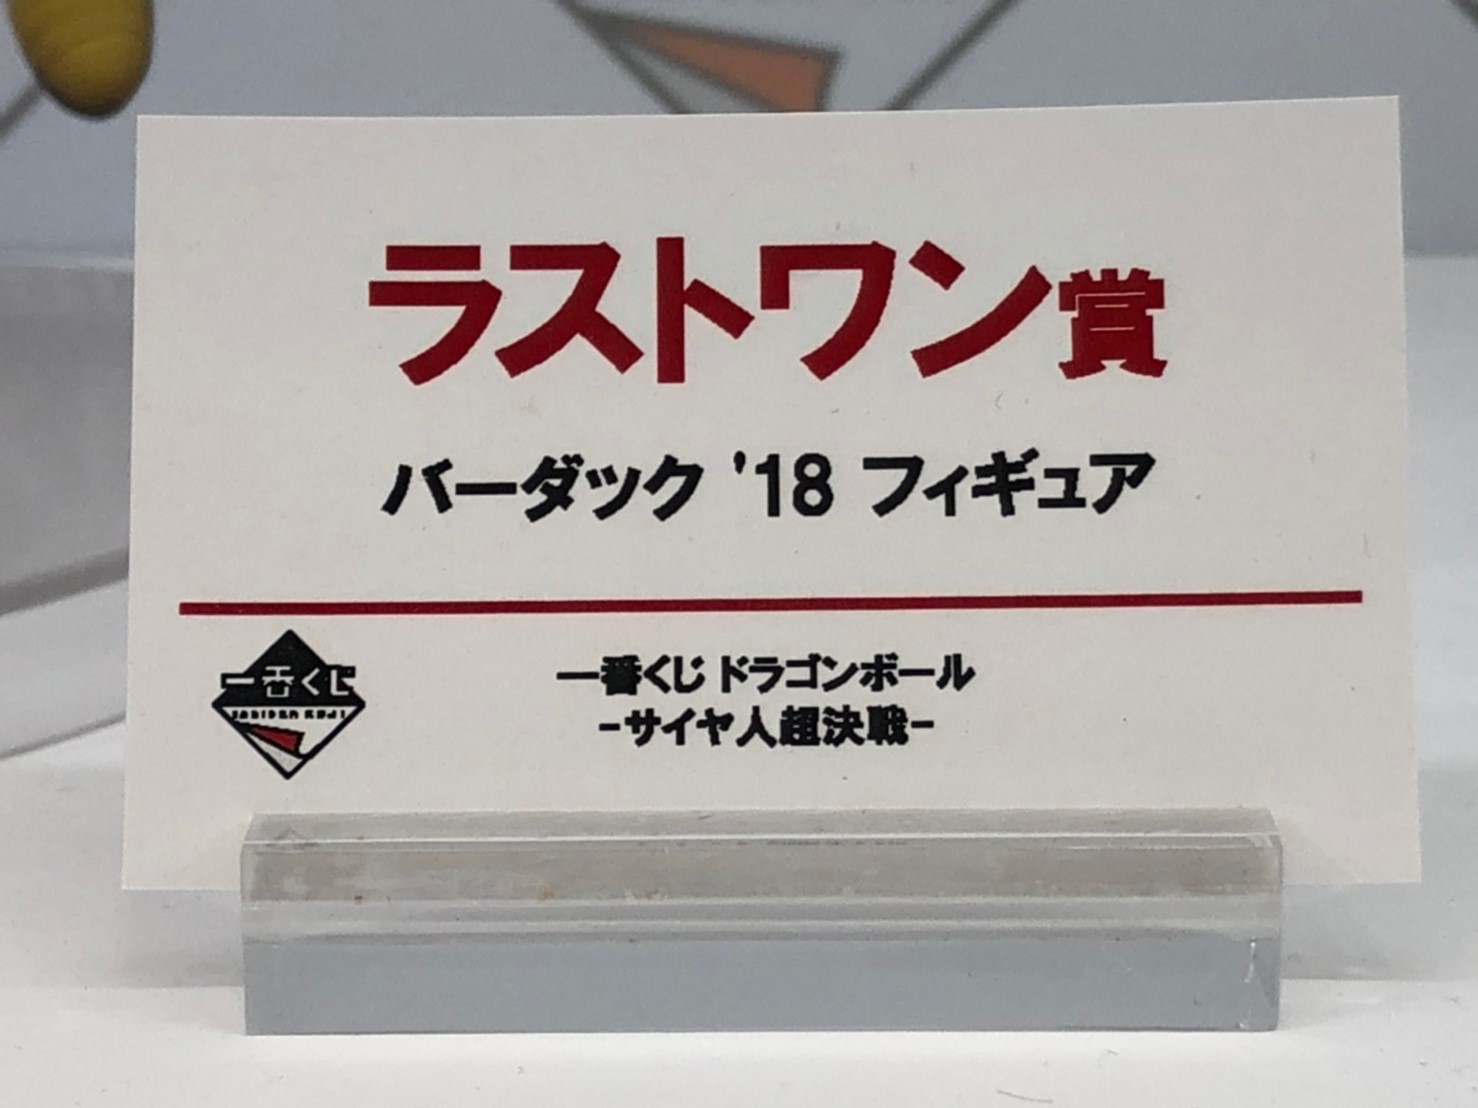 ラストワン賞
バーダック '18 フィギュア
一番くじ
ICHIBAN KUJI
一番くじ ドラゴンボール
-サイヤ人超決戦-